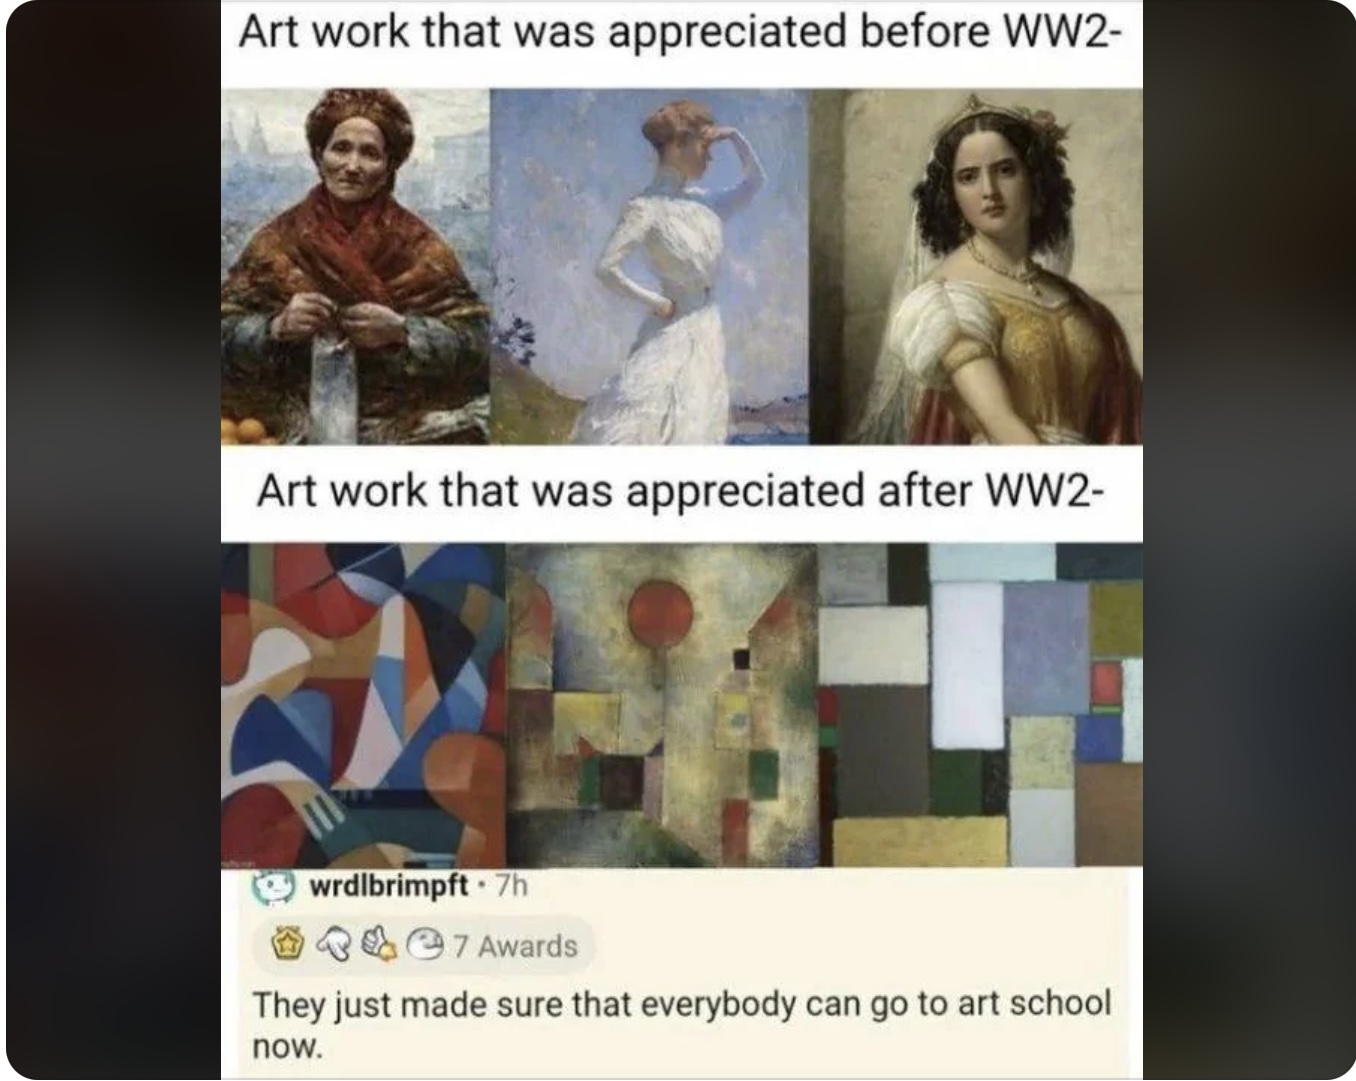 Art work that was appreciated before WW2-
Art work that was appreciated after WW2-
wrdlbrimpft · 7h
7 Awards
They just made sure that everybody can go to art school
now.